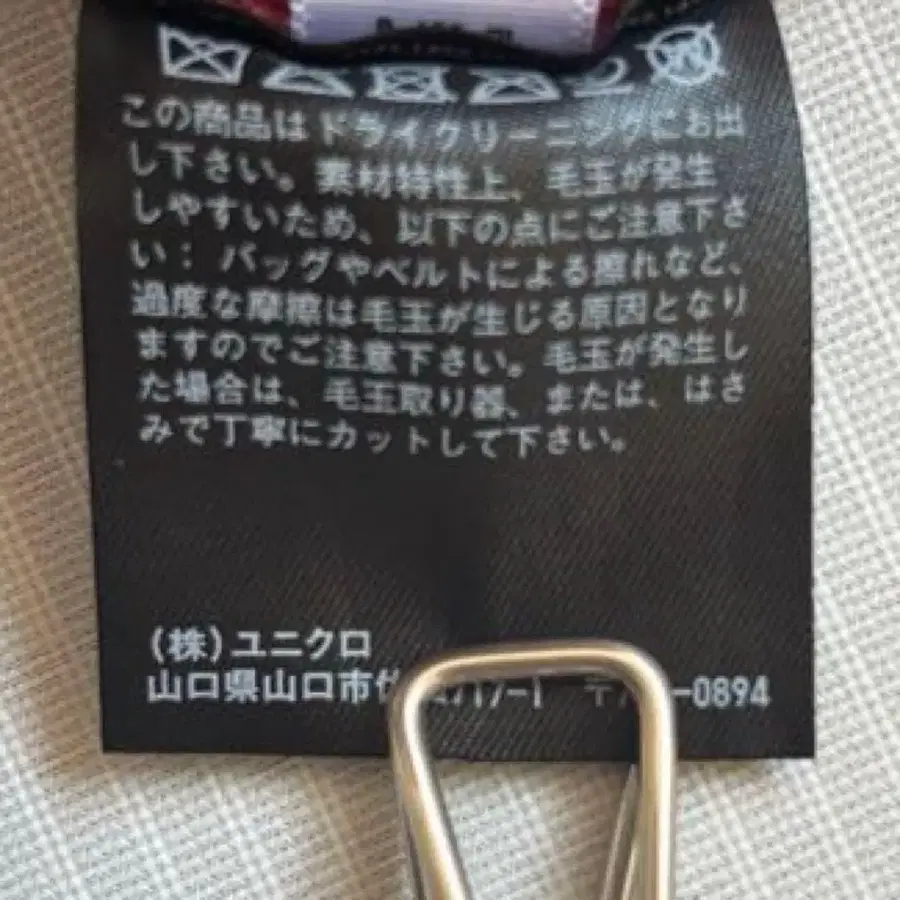 この商品はドライクリーニングにお出
し下さい。素材特性上、毛玉が発生
しやすいため、以下の点にご注意下さ
い：バッグやベルトによる擦れなど、
過度な摩擦は毛玉が生じる原因となり
ますのでご注意下さい。毛玉が発生し
た場合は、毛玉取り器、または、はさ
みで丁寧にカットして下さい。
(株)ユニクロ
山口県山口市 717-1 〒 -0894